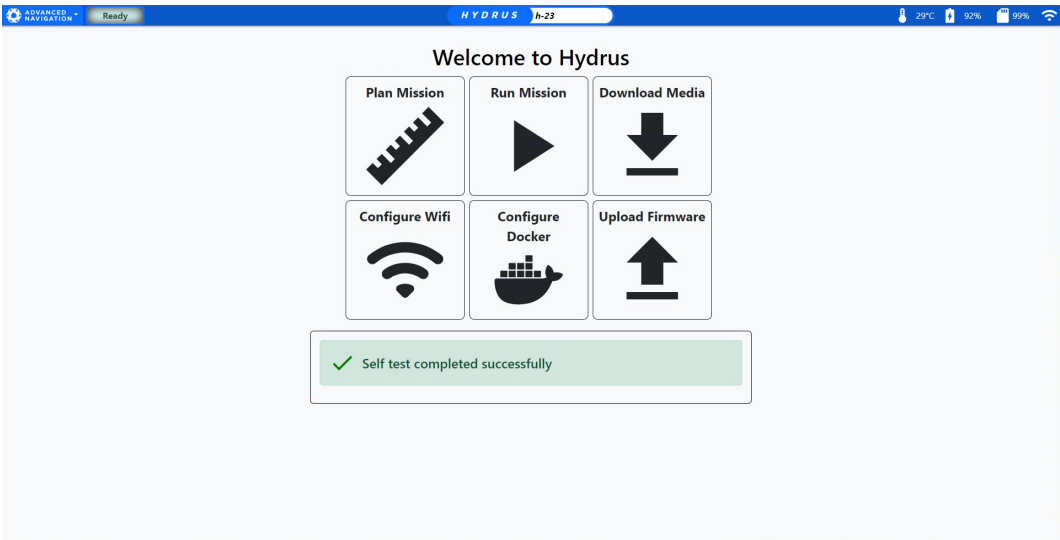 ADVANCED
NAVIGATION
Ready
HYDRUS h-23
29°C 92% 99%
Welcome to Hydrus
Plan Mission
Run Mission
Download Media
Configure Wifi
Configure
Docker
Upload Firmware
Self test completed successfully